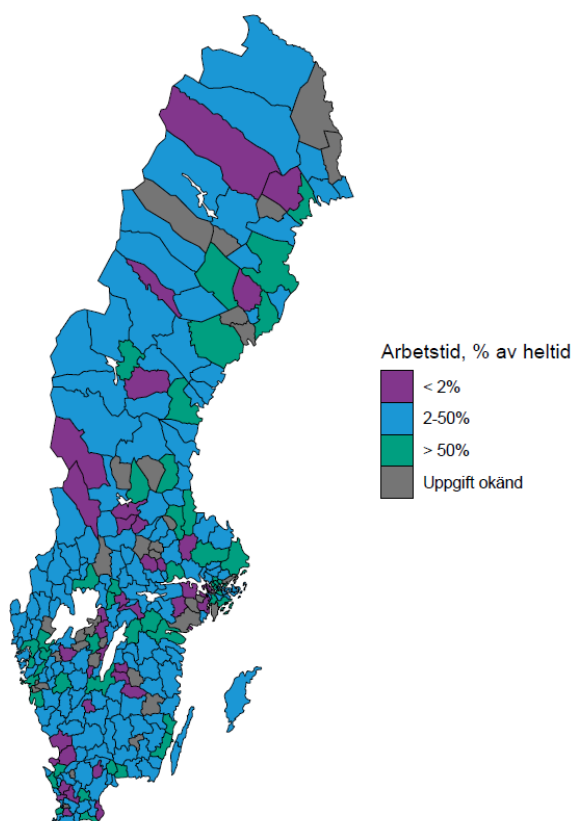 Arbetstid, % av heltid
< 2%
2-50%
> 50%
Uppgift okänd